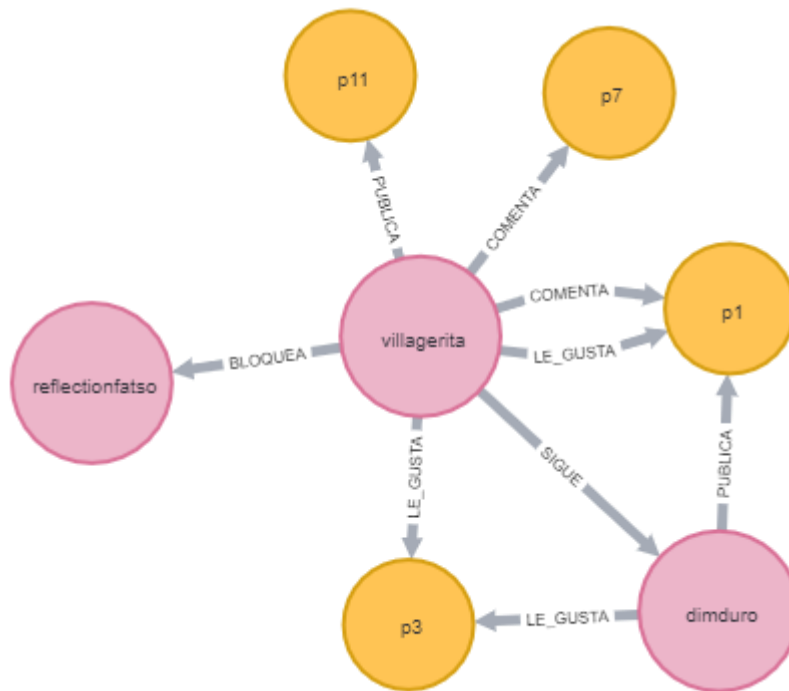 p11
p7
PUBLICA
COMENTA
COMENTA
p1
villagerita
LE_GUSTA
BLOQUEA
reflectionfatso
LE_GUSTA
SIGUE
PUBLICA
p3
LE_GUSTA
dimduro